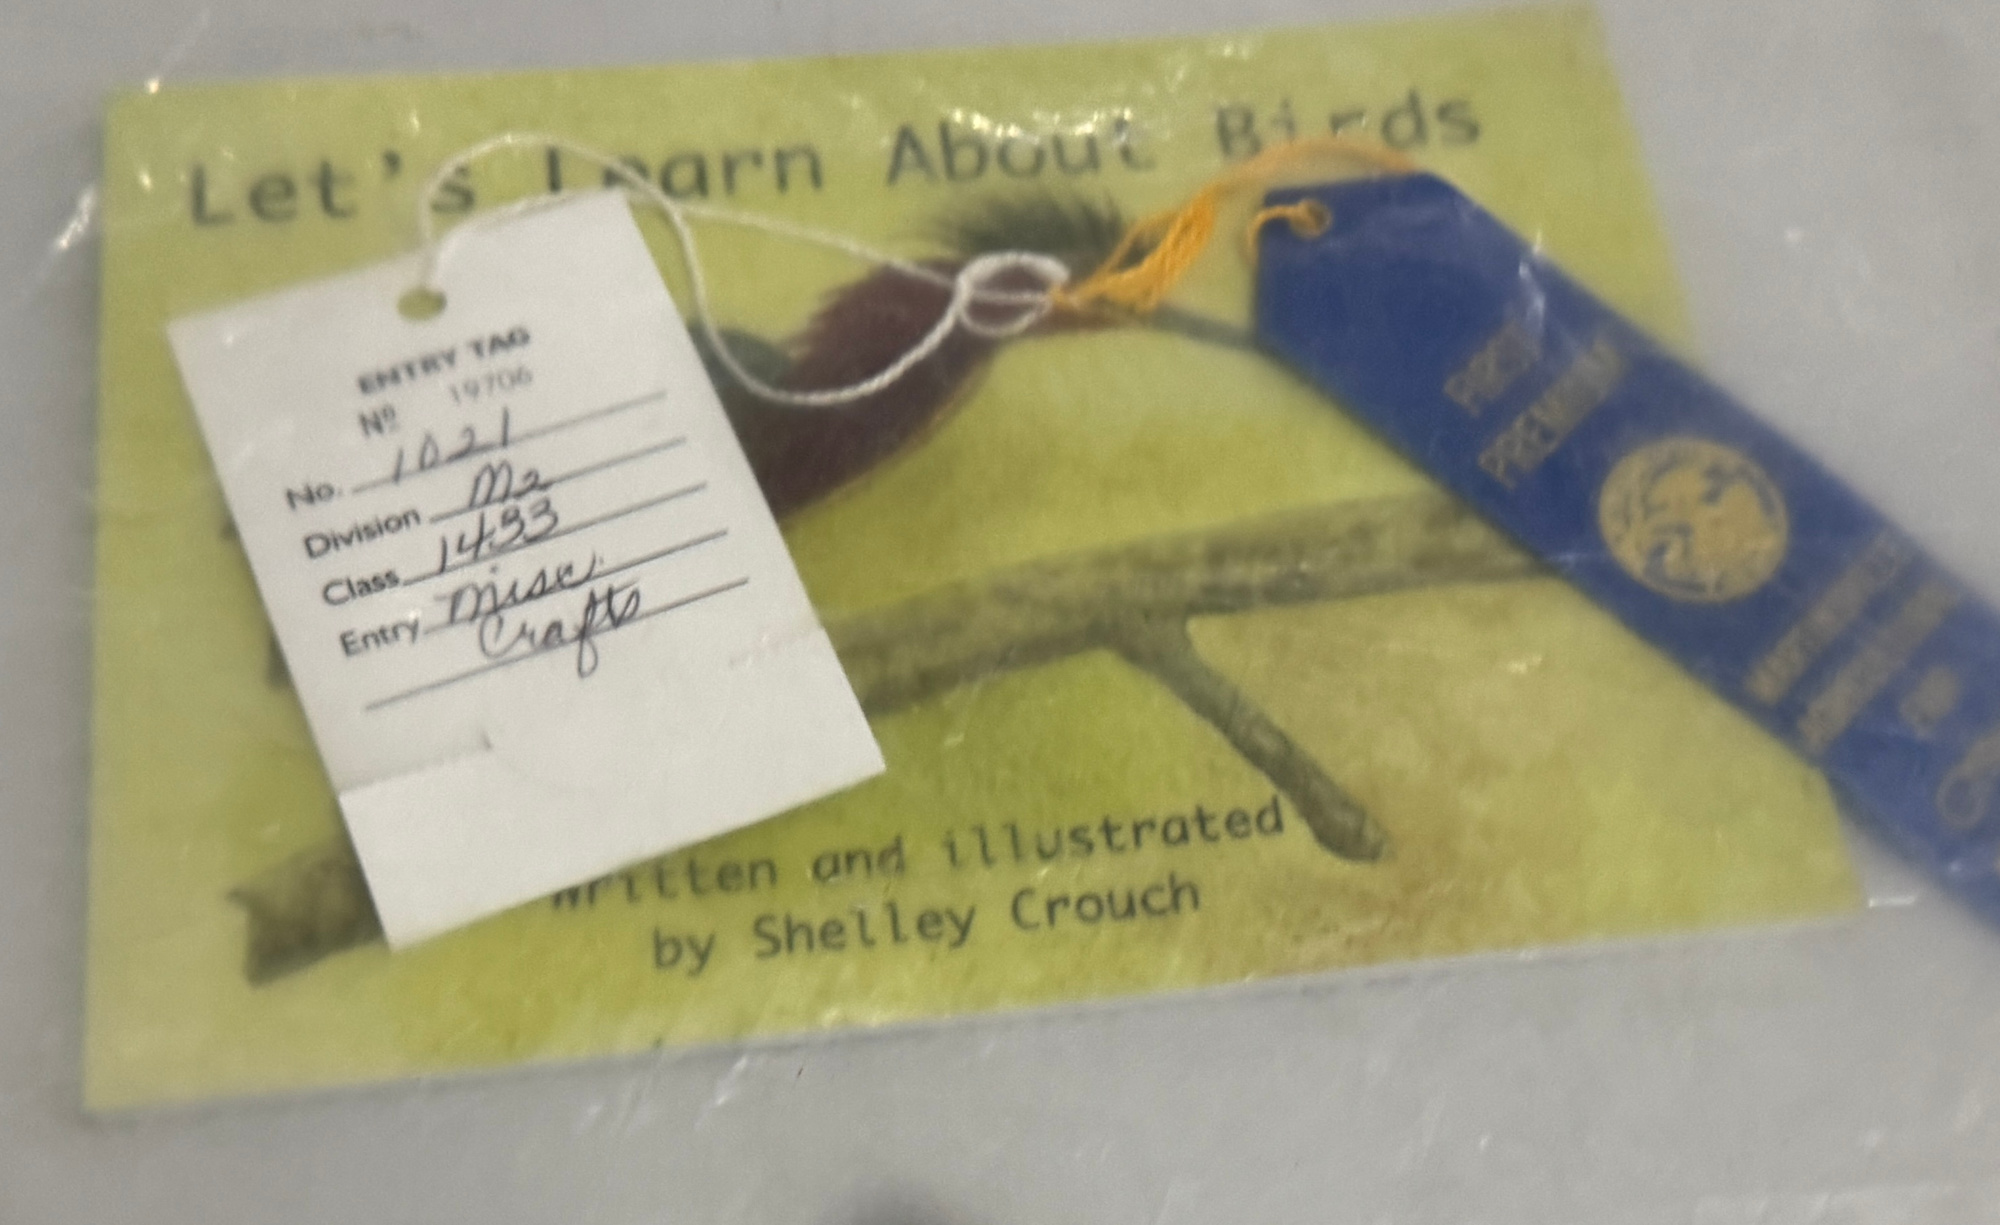 Let's Learn About Birds
ENTRY TAG
Nº 19706
No. 1021
Division M2
Class 1433
Entry Misc.
Crafts
FIRST
PREMIUM
written and illustrated
by Shelley Crouch